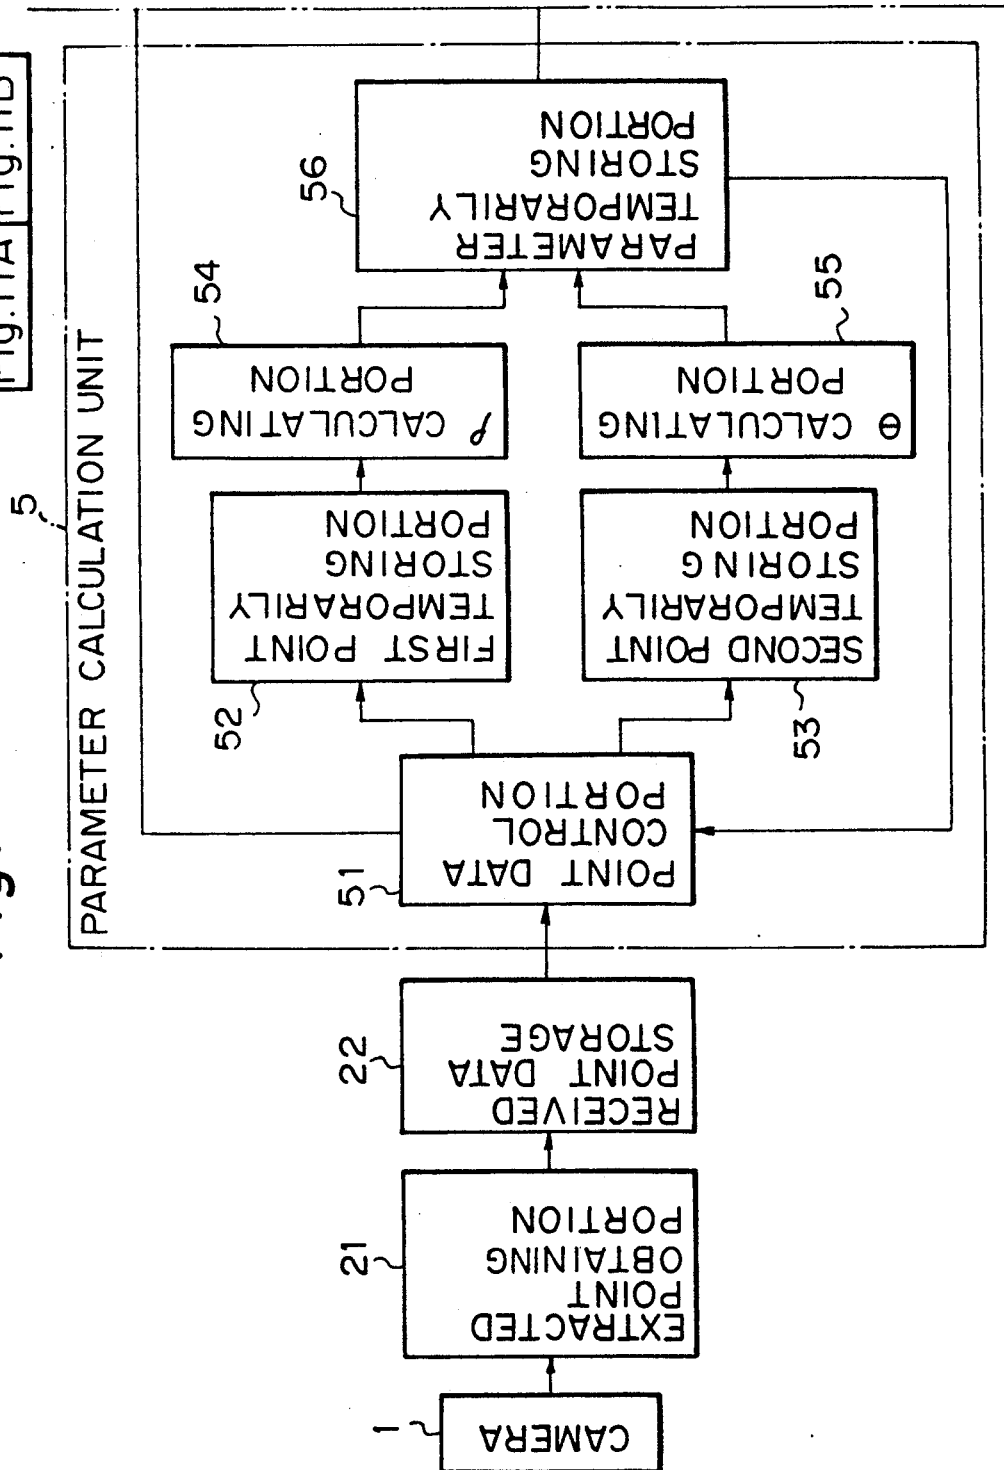 Fig. 11A
Fig. 11B
5
PARAMETER CALCULATION UNIT
56
PARAMETER
TEMPORARILY
STORING
PORTION
54
ρ CALCULATING
PORTION
55
Θ CALCULATING
PORTION
52
FIRST POINT
TEMPORARILY
STORING
PORTION
53
SECOND POINT
TEMPORARILY
STORING
PORTION
51
POINT DATA
CONTROL
PORTION
22
RECEIVED
POINT DATA
STORAGE
21
EXTRACTED
POINT
OBTAINING
PORTION
1
CAMERA